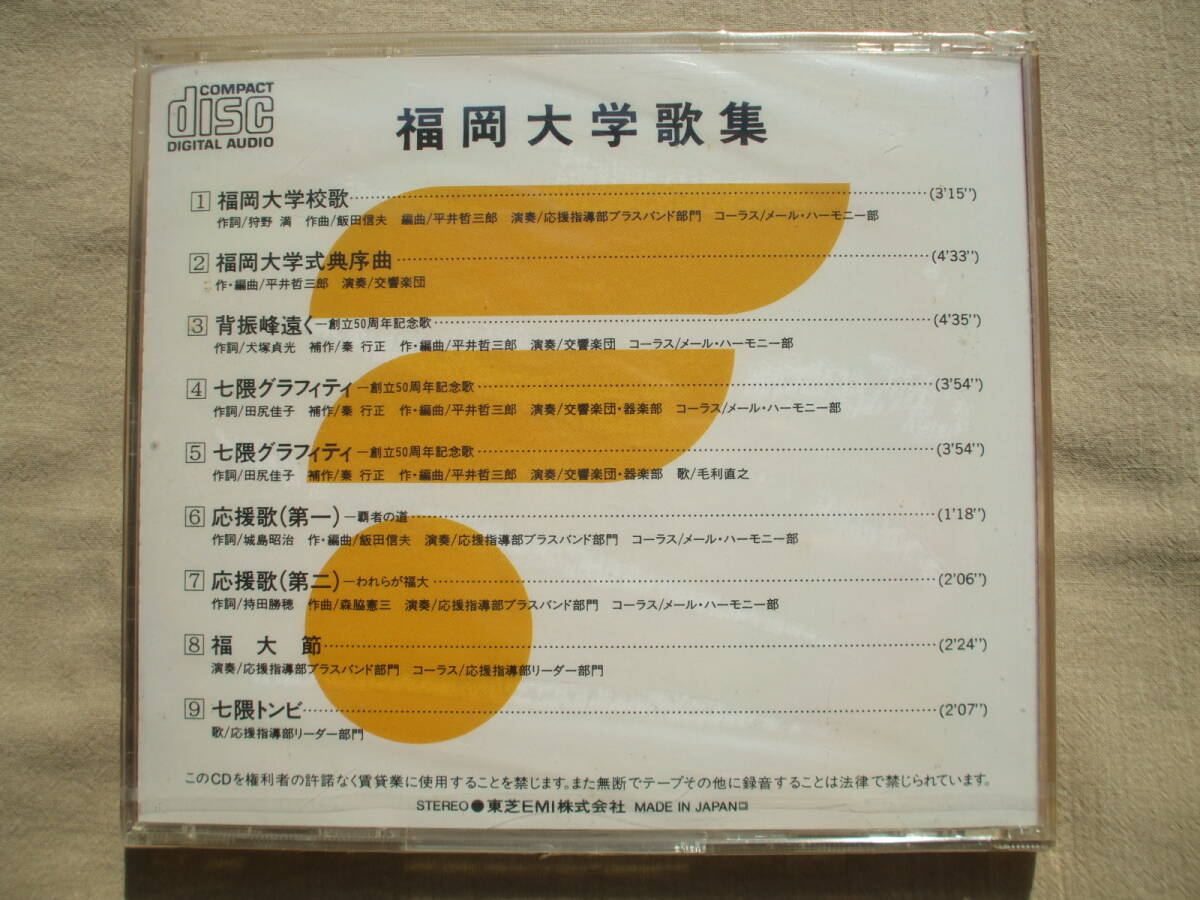 COMPACT
disc
DIGITAL AUDIO
福岡大学歌集
1 福岡大学校歌(3'15'')
作詞/狩野 満 作曲/飯田信夫 編曲/平井哲三郎 演奏/応援指導部ブラスバンド部門 コーラス/メール・ハーモニー部
2 福岡大学式典序曲(4'33'')
作・編曲/平井哲三郎 演奏/交響楽団
3 背振峰遠く—創立50周年記念歌(4'35'')
作詞/犬塚貞光 補作/秦 行正 作・編曲/平井哲三郎 演奏/交響楽団 コーラス/メール・ハーモニー部
4 七隈グラフィティ—創立50周年記念歌(3'54'')
作詞/田尻佳子 補作/秦 行正 作・編曲/平井哲三郎 演奏/交響楽団・器楽部 コーラス/メール・ハーモニー部
5 七隈グラフィティ—創立50周年記念歌(3'54'')
作詞/田尻佳子 補作/秦 行正 作・編曲/平井哲三郎 演奏/交響楽団・器楽部 歌/毛利直之
6 応援歌(第一)—覇者の道(1'18'')
作詞/城島昭治 作・編曲/飯田信夫 演奏/応援指導部ブラスバンド部門 コーラス/メール・ハーモニー部
7 応援歌(第二)—われらが福大(2'06'')
作詞/持田勝穂 作曲/森脇憲三 演奏/応援指導部ブラスバンド部門 コーラス/メール・ハーモニー部
8 福 大 節(2'24'')
演奏/応援指導部ブラスバンド部門 コーラス/応援指導部リーダー部門
9 七隈トンビ(2'07'')
歌/応援指導部リーダー部門
このCDを権利者の許諾なく賃貸業に使用することを禁じます。また無断でテープその他に録音することは法律で禁じられています。
STEREO●東芝EMI株式会社 MADE IN JAPAN